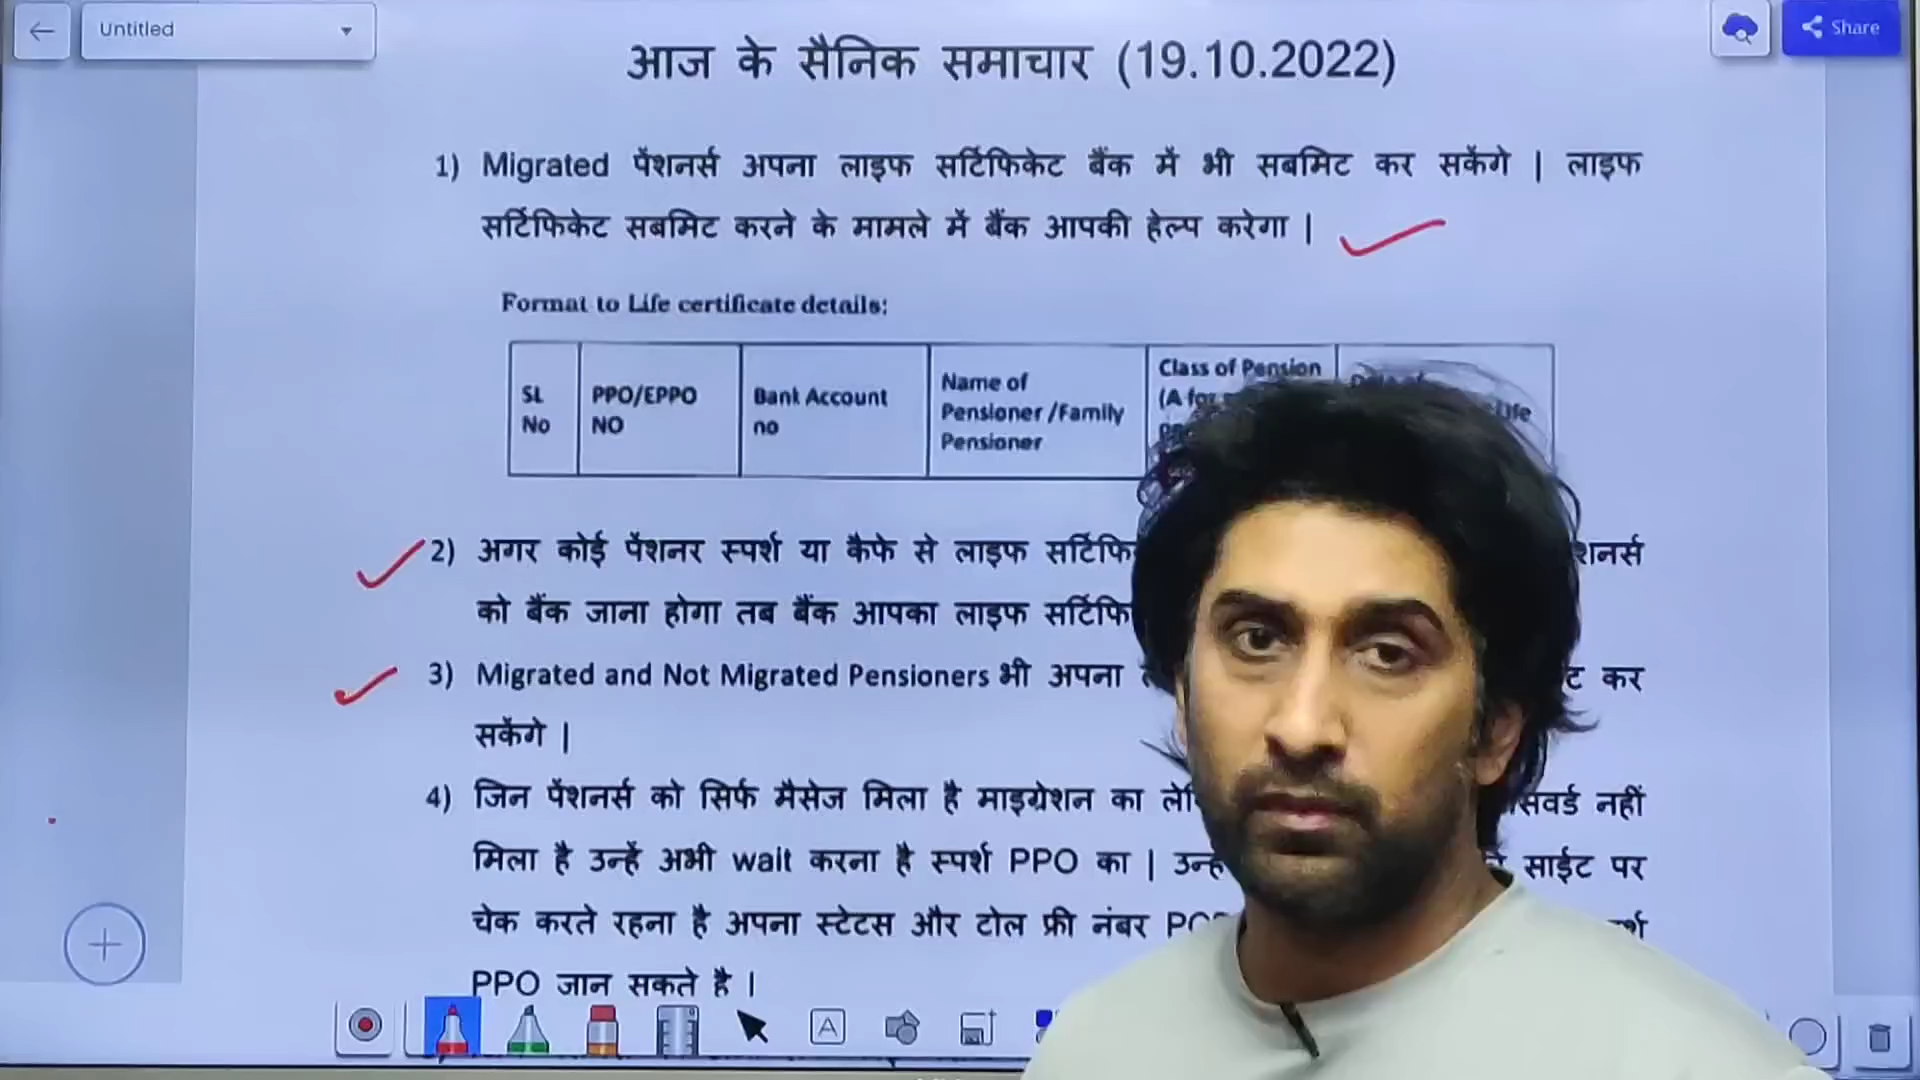 Untitled
Share
आज के सैनिक समाचार (19.10.2022)
1) Migrated पेंशनर्स अपना लाइफ सर्टिफिकेट बैंक में भी सबमिट कर सकेंगे | लाइफ
सर्टिफिकेट सबमिट करने के मामले में बैंक आपकी हेल्प करेगा |
Format to Life certificate details:
SL No
PPO/EPPO NO
Bank Account no
Name of Pensioner /Family Pensioner
Class of Pension (A for
2) अगर कोई पेंशनर स्पर्श या कैफे से लाइफ
को बैंक जाना होगा तब बैंक आपका लाइफ
3) Migrated and Not Migrated Pensioners भी अपना कर
सकेंगे |
4) जिन पेंशनर्स को सिर्फ मैसेज मिला है माइग्रेशन का नहीं
मिला है उन्हें अभी wait करना है स्पर्श PPO का | साईट पर
चेक करते रहना है अपना स्टेटस और टोल फ्री नंबर
PPO जान सकते है |
A